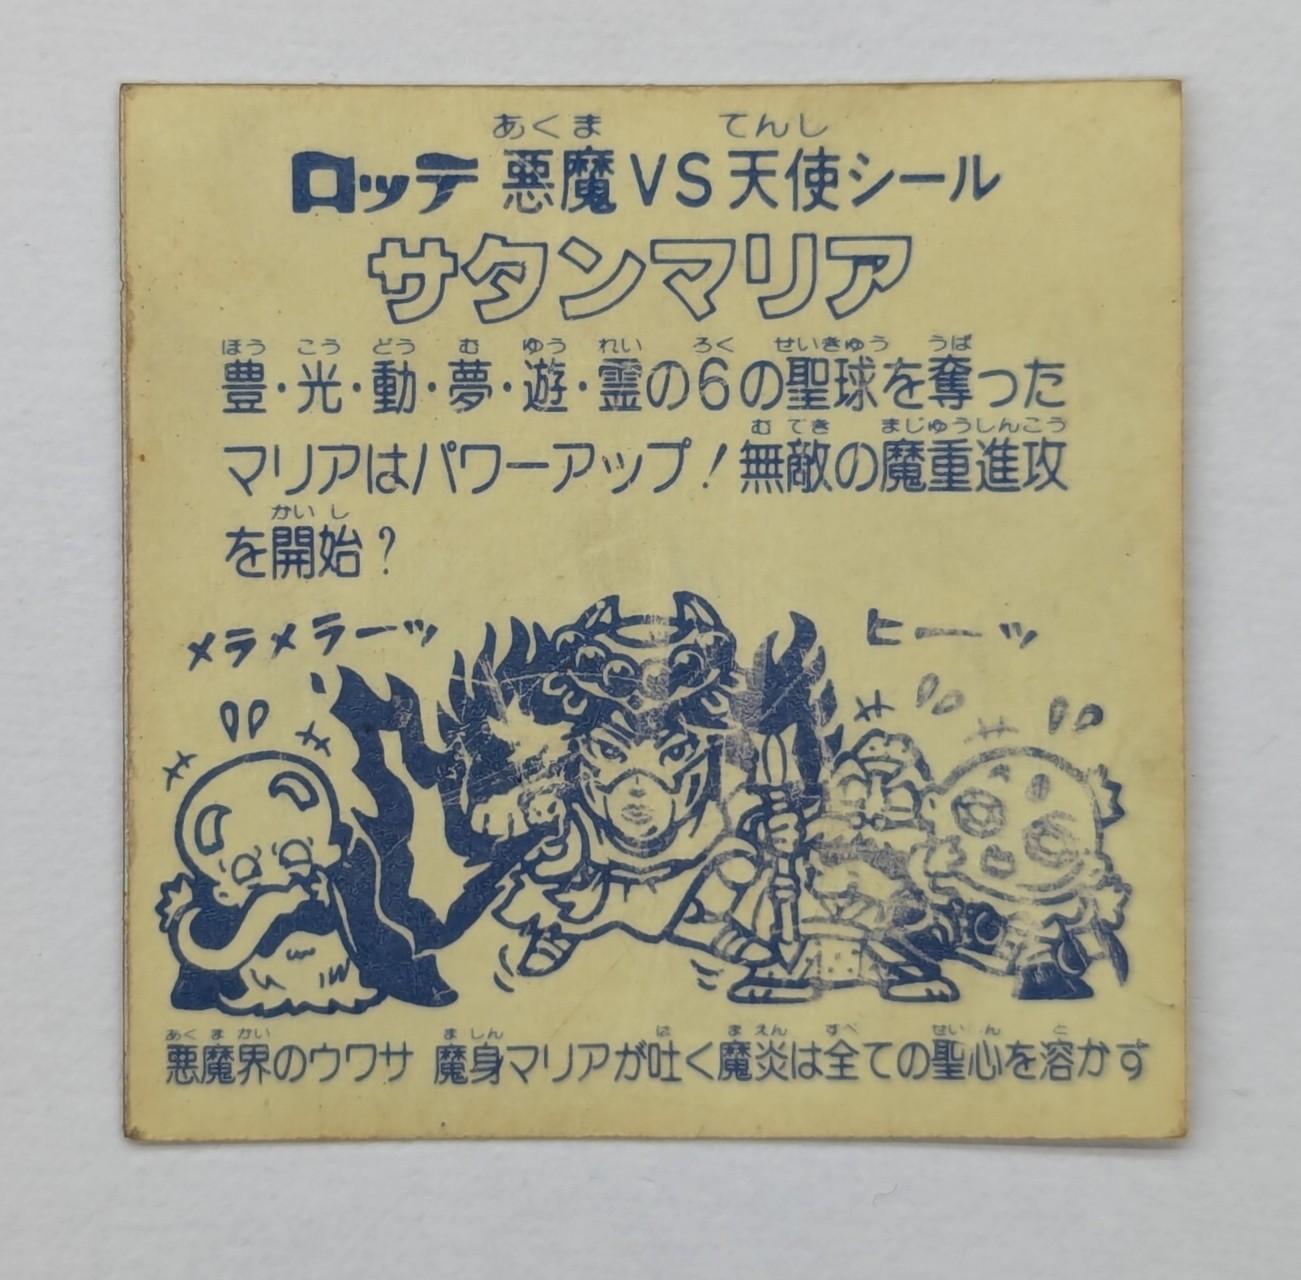 あくま てんし
ロッテ 悪魔VS天使シール
サタンマリア
ほう こう どう む ゆう れい ろく せいきゅう うば
豊・光・動・夢・遊・霊の6の聖球を奪った
むてき まじゅうしんこう
マリアはパワーアップ！無敵の魔重進攻
かいし
を開始？
メラメラーッ ヒーーッ
あくまかい ましん は まえん すべ せいしん と
悪魔界のウワサ 魔身マリアが吐く魔炎は全ての聖心を溶かす